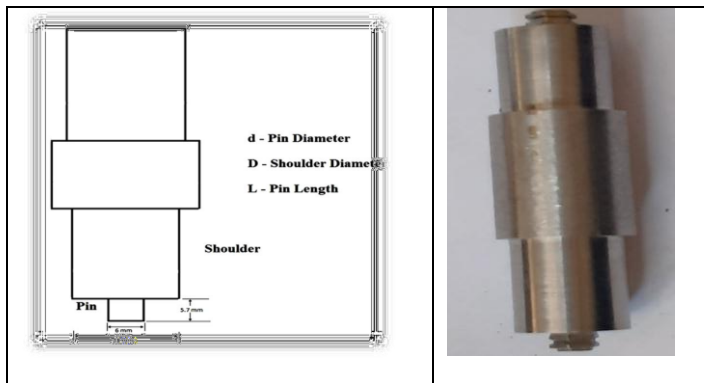 d - Pin Diameter
D - Shoulder Diamete
L - Pin Length
Shoulder
Pin
5.7 mm
6 mm